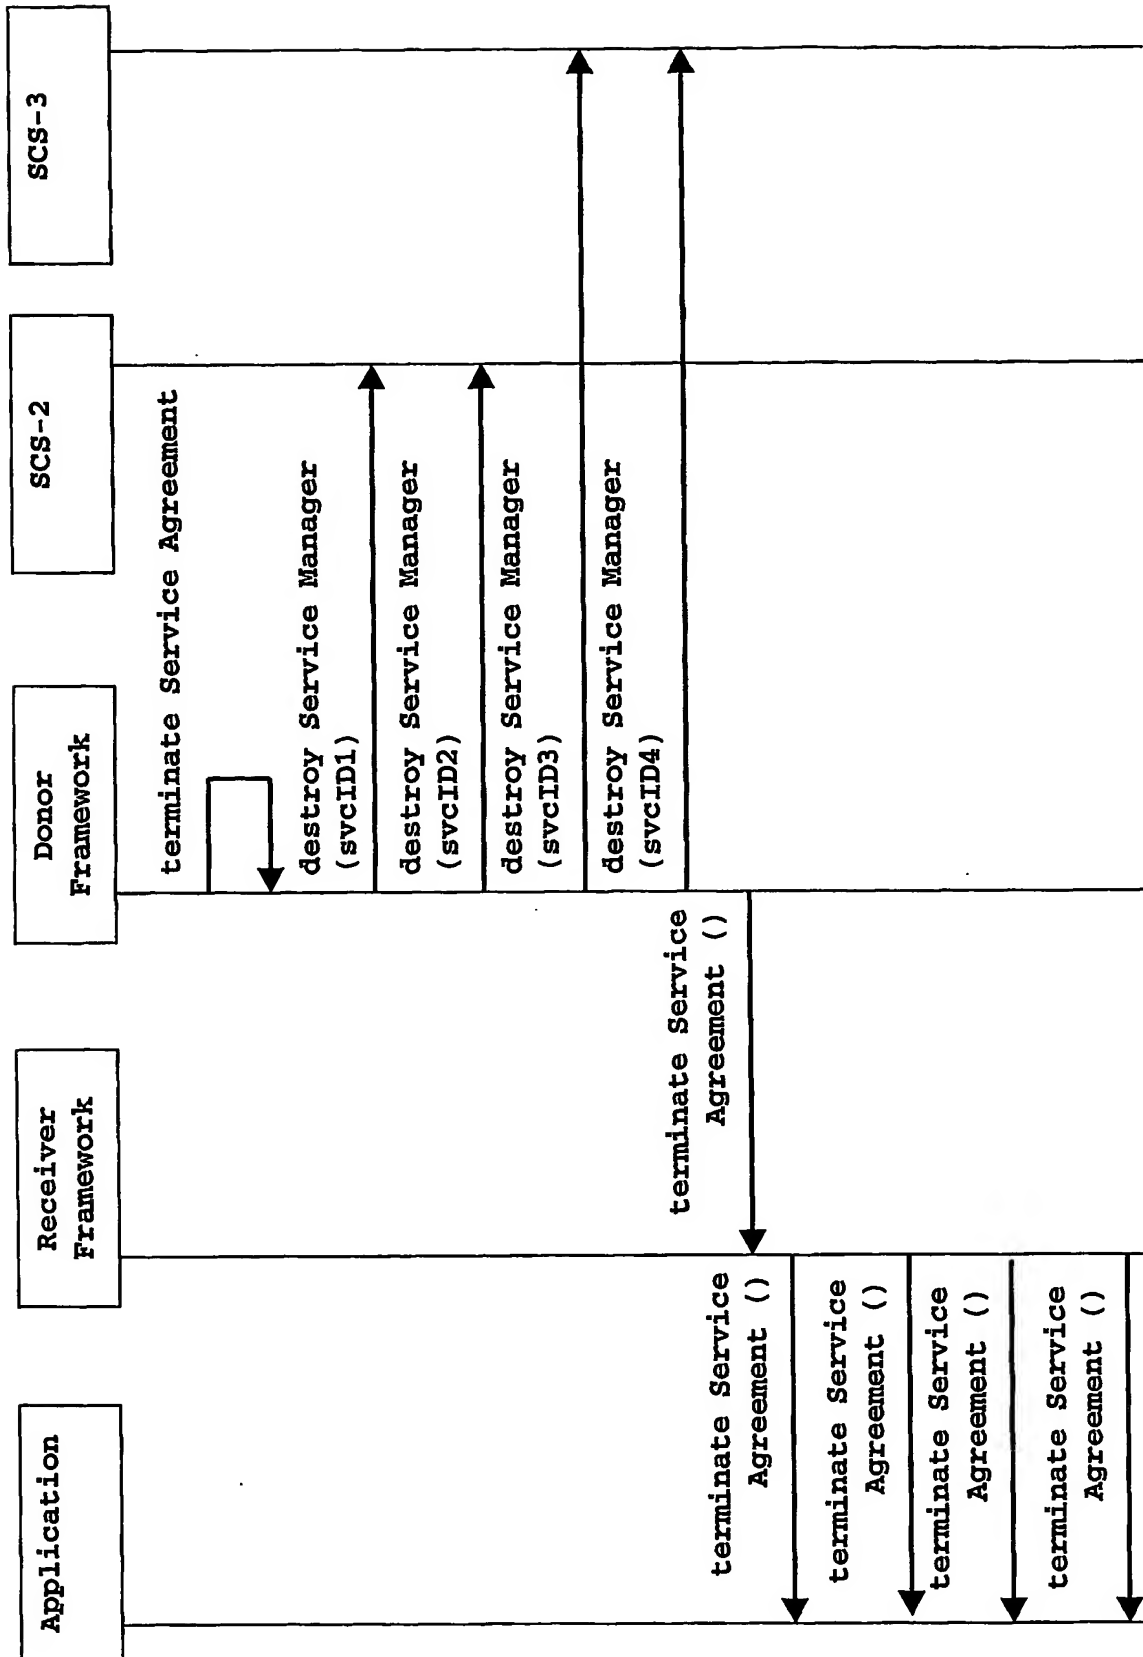 Application
Receiver
Framework
Donor
Framework
SCS-2
SCS-3
terminate Service Agreement
destroy Service Manager
(svcID1)
destroy Service Manager
(svcID2)
destroy Service Manager
(svcID3)
destroy Service Manager
(svcID4)
terminate Service
Agreement ()
terminate Service
Agreement ()
terminate Service
Agreement ()
terminate Service
Agreement ()
terminate Service
Agreement ()